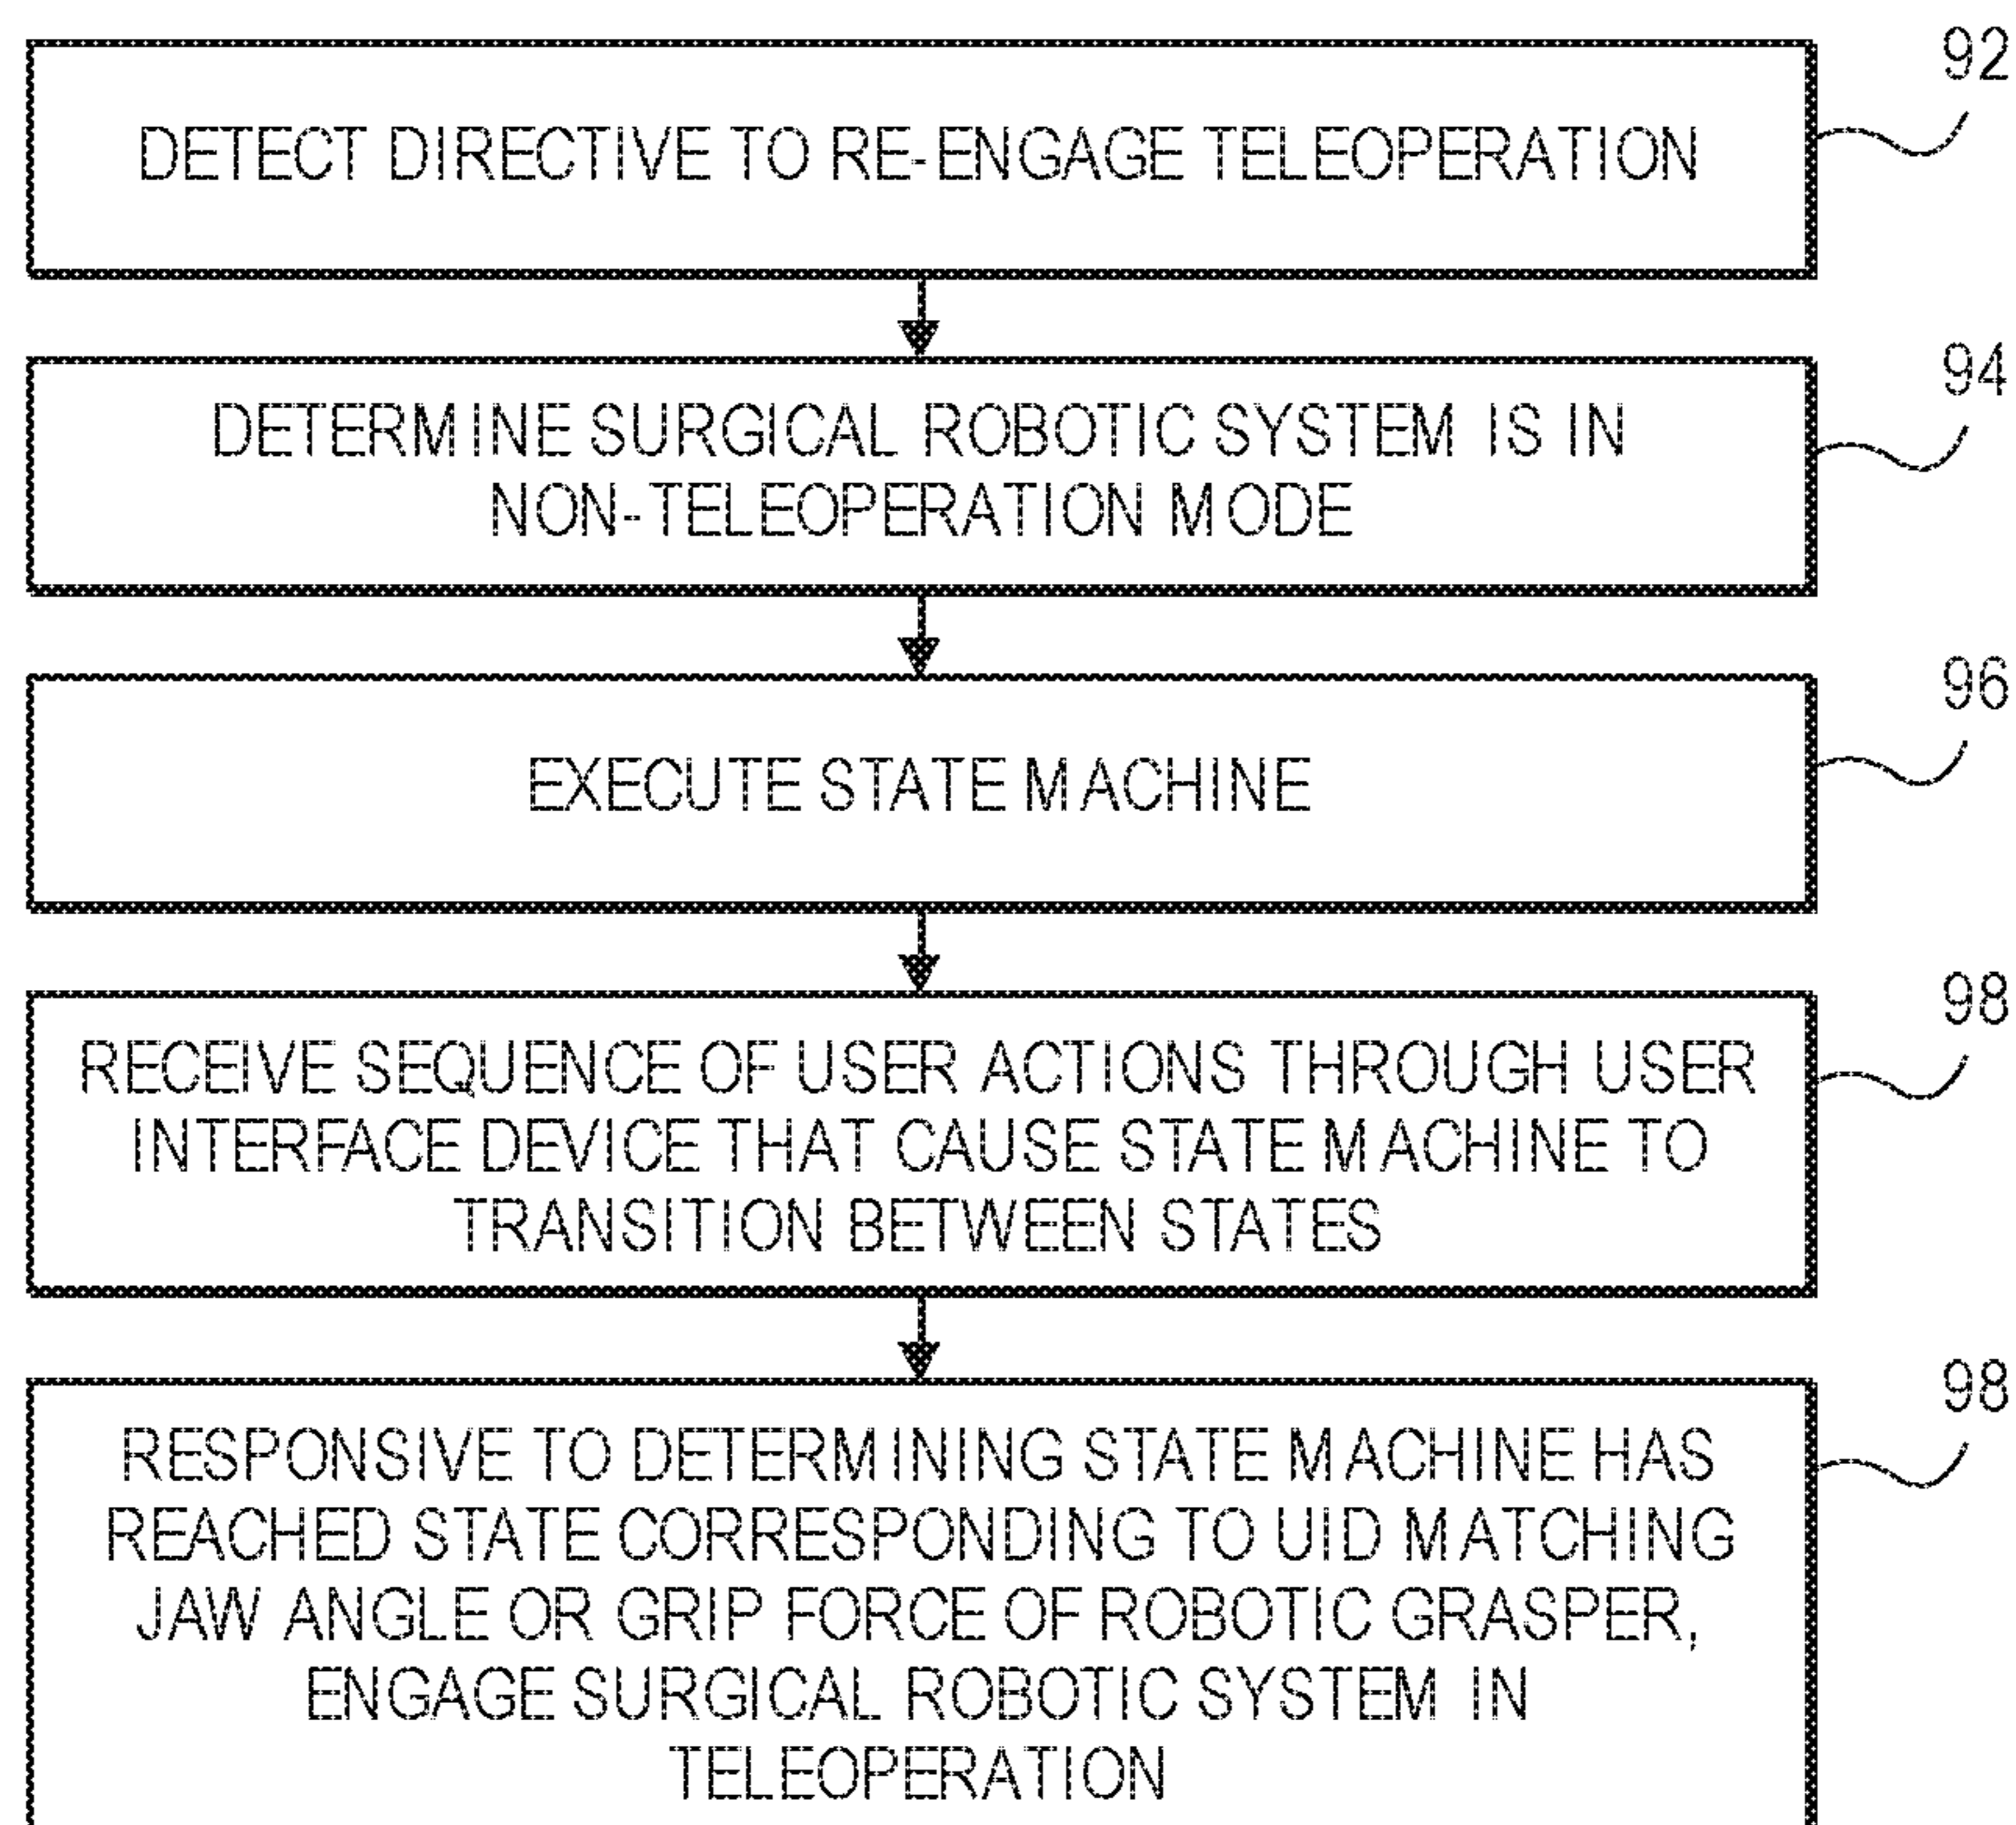 92
DETECT DIRECTIVE TO RE-ENGAGE TELEOPERATION
94
DETERMINE SURGICAL ROBOTIC SYSTEM IS IN
NON-TELEOPERATION MODE
96
EXECUTE STATE MACHINE
98
RECEIVE SEQUENCE OF USER ACTIONS THROUGH USER
INTERFACE DEVICE THAT CAUSE STATE MACHINE TO
TRANSITION BETWEEN STATES
98
RESPONSIVE TO DETERMINING STATE MACHINE HAS
REACHED STATE CORRESPONDING TO UID MATCHING
JAW ANGLE OR GRIP FORCE OF ROBOTIC GRASPER,
ENGAGE SURGICAL ROBOTIC SYSTEM IN
TELEOPERATION